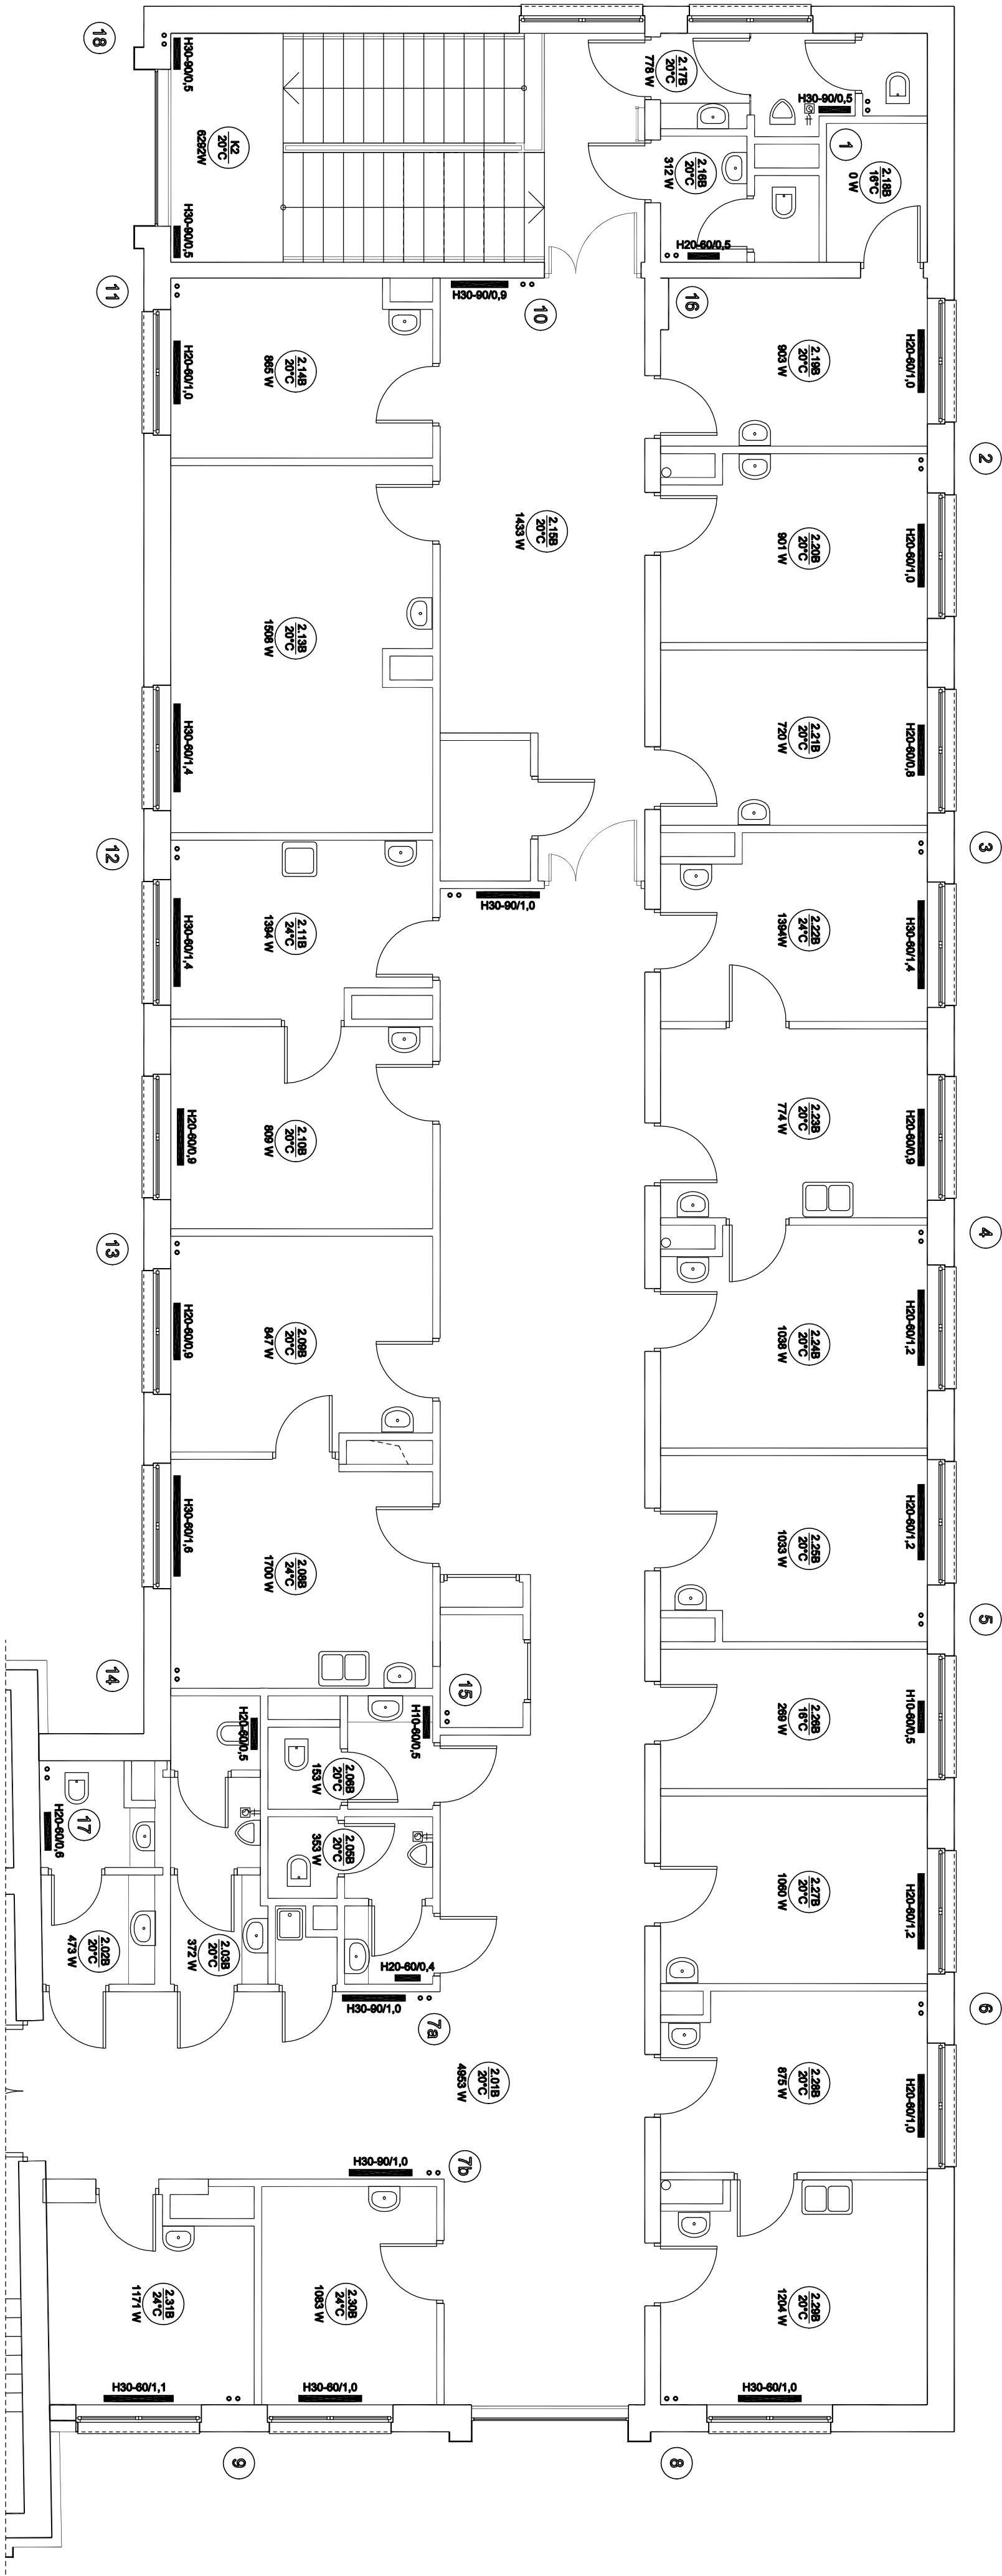 18
H30-90/0,5
K2
20°C
6292W
H30-90/0,5
2.17B
20°C
778 W
H30-90/0,5
1
2.18B
16°C
0 W
2.16B
20°C
312 W
H20-60/0,5
11
H30-90/0,9
10
16
H20-60/1,0
2.14B
20°C
865 W
2.19B
20°C
903 W
H20-60/1,0
2
2.15B
20°C
1433 W
2.20B
20°C
901 W
H20-60/1,0
2.13B
20°C
1508 W
H30-60/1,4
2.21B
20°C
720 W
H20-60/0,8
12
3
H30-90/1,0
H30-60/1,4
2.11B
24°C
1394 W
2.22B
24°C
1394W
H30-60/1,4
H20-60/0,9
2.10B
20°C
809 W
2.23B
20°C
774 W
H20-60/0,9
13
4
H20-60/0,9
2.09B
20°C
847 W
2.24B
20°C
1038 W
H20-60/1,2
H30-60/1,6
2.08B
24°C
1700 W
2.25B
20°C
1033 W
H20-60/1,2
5
14
15
H20-60/0,5
H10-60/0,5
2.26B
16°C
269 W
H10-60/0,5
2.06B
20°C
153 W
17
H20-60/0,6
2.05B
20°C
353 W
2.27B
20°C
1060 W
H20-60/1,2
2.02B
20°C
473 W
2.03B
20°C
372 W
H20-60/0,4
H30-90/1,0
7a
6
2.01B
20°C
4953 W
2.28B
20°C
875 W
H20-60/1,0
H30-90/1,0
7b
2.31B
24°C
1171 W
2.30B
24°C
1083 W
2.29B
20°C
1204 W
H30-60/1,1
H30-60/1,0
H30-60/1,0
9
8